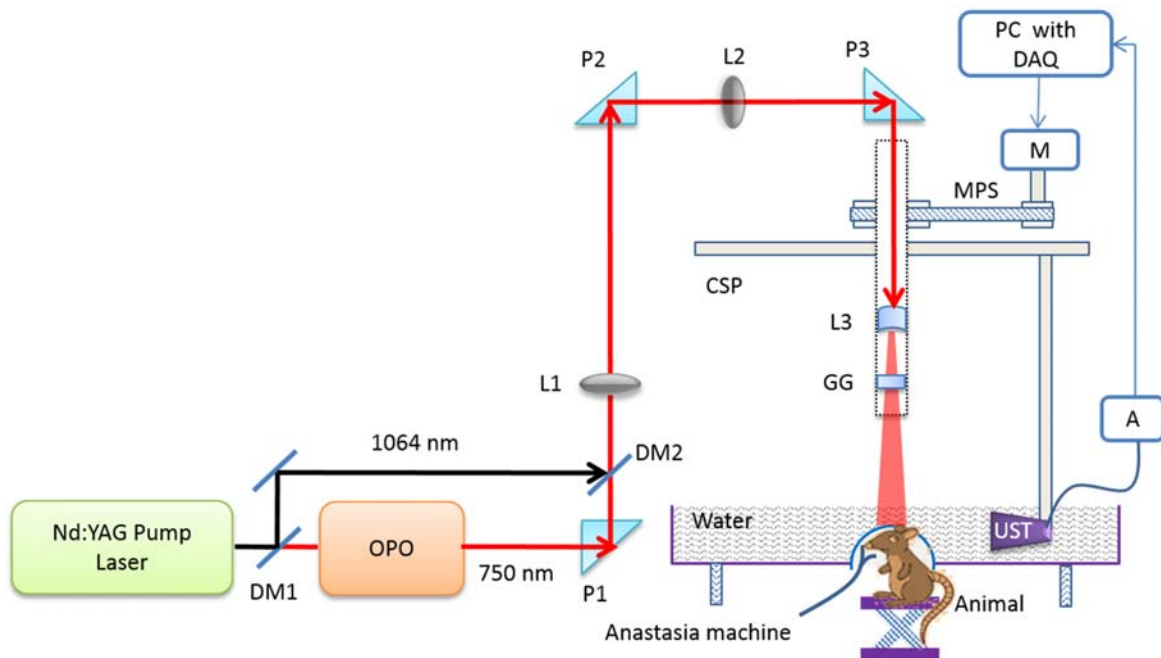 P2
L2
P3
PC with
DAQ
M
MPS
CSP
L3
GG
L1
A
1064 nm
DM2
Nd:YAG Pump
Laser
OPO
DM1
750 nm
P1
Water
UST
Animal
Anastasia machine